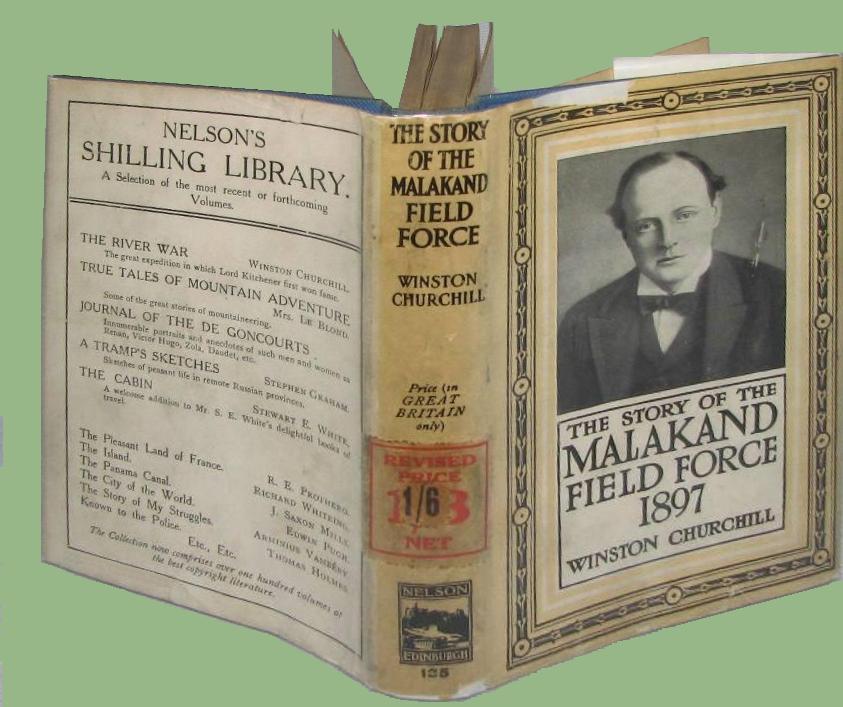 NELSON'S
SHILLING LIBRARY.
A Selection of the most recent or forthcoming
Volumes.
THE RIVER WAR
WINSTON CHURCHILL.
The great expedition in which Lord Kitchener first won fame.
TRUE TALES OF MOUNTAIN ADVENTURE
MRS. LE BLOND.
Some of the great stories of mountaineering.
JOURNAL OF THE DE GONCOURTS
Innumerable portraits and anecdotes of such men and women as
Renan, Victor Hugo, Zola, Daudet, etc.
A TRAMP'S SKETCHES
STEPHEN GRAHAM.
Sketches of peasant life in remote Russian provinces.
THE CABIN
STEWART E. WHITE.
A welcome addition to Mr. S. E. White's delightful books of
travel.
The Pleasant Land of France.
R. E. PROTHERO.
The Island.
RICHARD WHITEING.
The Panama Canal.
J. SAXON MILLS.
The City of the World.
EDWIN PUGH.
The Story of My Struggles.
ARMINIUS VAMBÉRY.
Known to the Police.
THOMAS HOLMES.
Etc., Etc.
The Collection now comprises over one hundred volumes of
the best copyright literature.
THE STORY
OF THE
MALAKAND
FIELD
FORCE
WINSTON
CHURCHILL
Price (in
GREAT
BRITAIN
only)
REVISED
PRICE
1/6
NET
NELSON
EDINBURGH
135
THE STORY OF THE
MALAKAND
FIELD FORCE
1897
WINSTON CHURCHILL